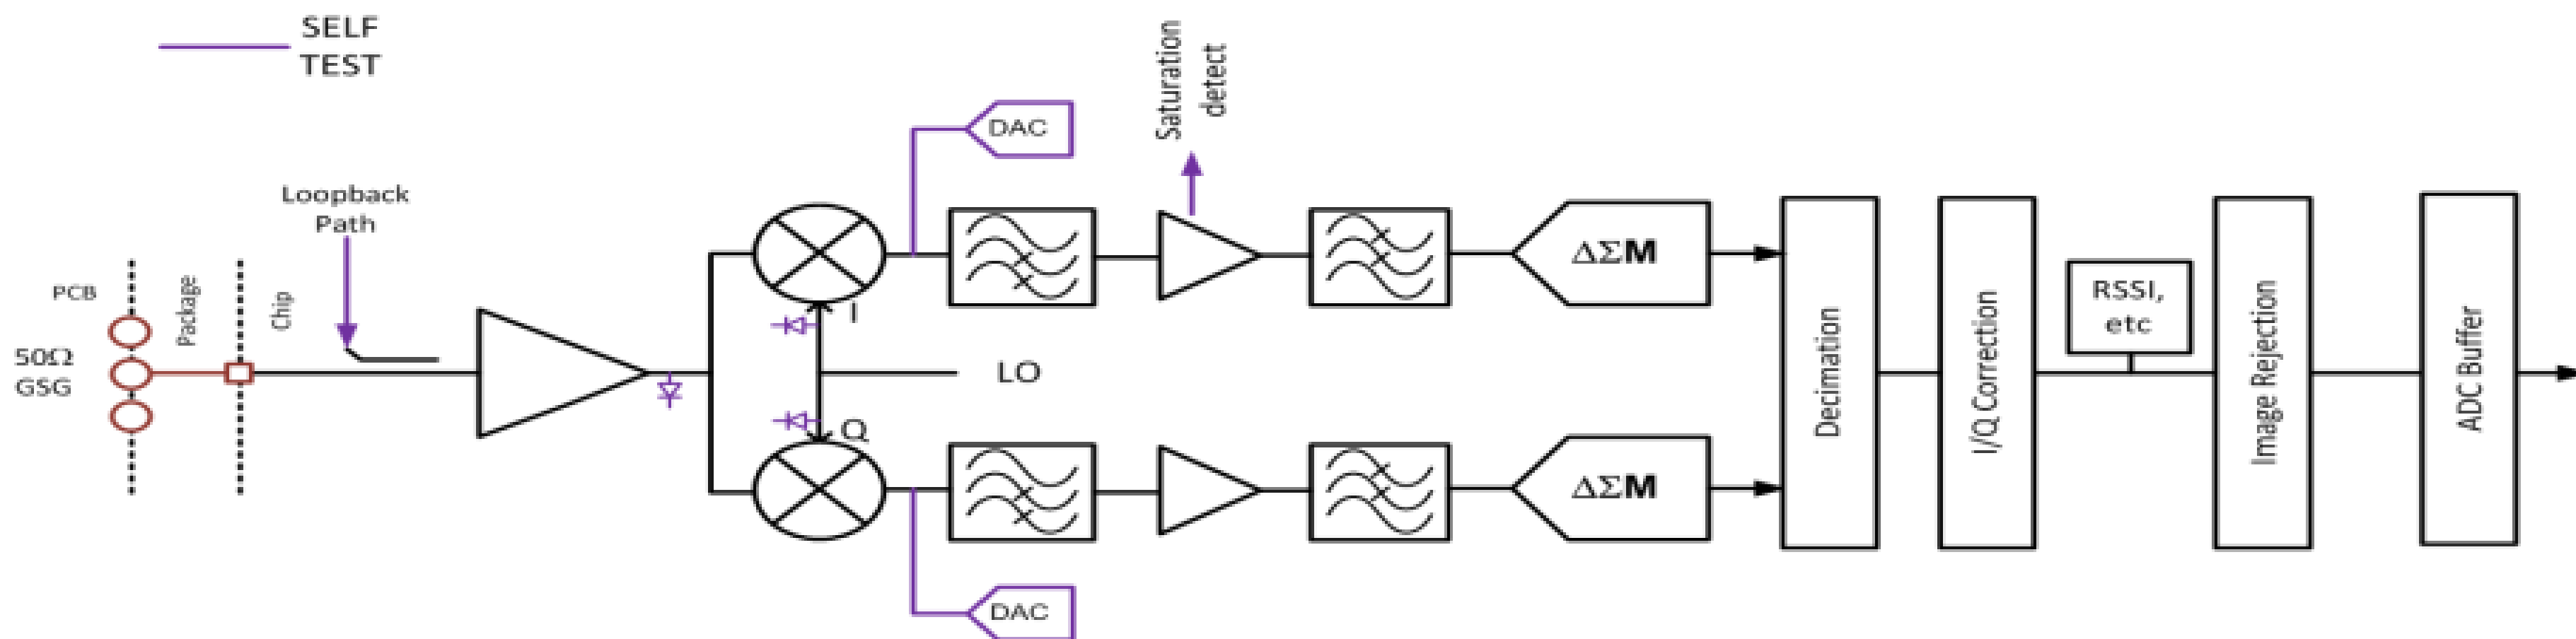 SELF
TEST
Saturation
detect
DAC
Loopback
Path
PCB
Package
Chip
50Ω
GSG
I
LO
Q
ΔΣM
ΔΣM
DAC
Decimation
I/Q Correction
RSSI,
etc
Image Rejection
ADC Buffer